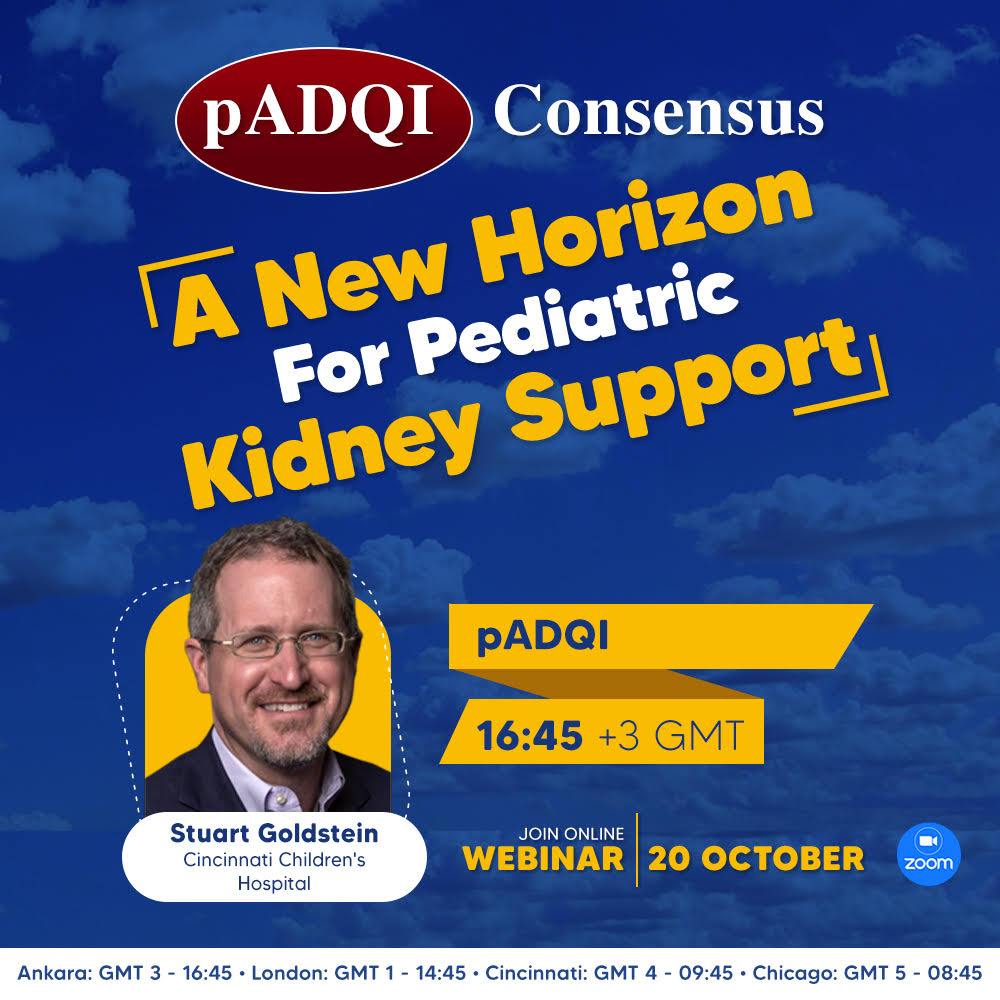 pADQI Consensus
A New Horizon
For Pediatric
Kidney Support
pADQI
16:45 +3 GMT
Stuart Goldstein
Cincinnati Children's
Hospital
JOIN ONLINE
WEBINAR
20 OCTOBER
zoom
Ankara: GMT 3 - 16:45 • London: GMT 1 - 14:45 • Cincinnati: GMT 4 - 09:45 • Chicago: GMT 5 - 08:45